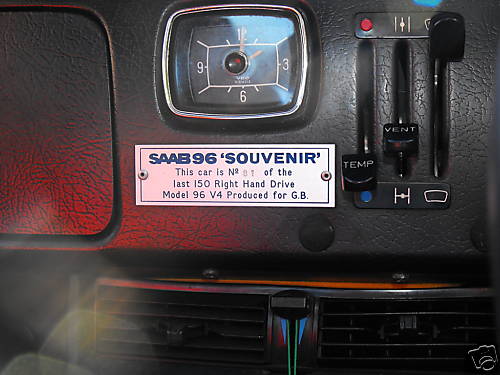 12
9
3
6
SAAB 96 'SOUVENIR'
This car is Nº 81 of the
last 150 Right Hand Drive
Model 96 V4 Produced for G.B.
VENT
TEMP